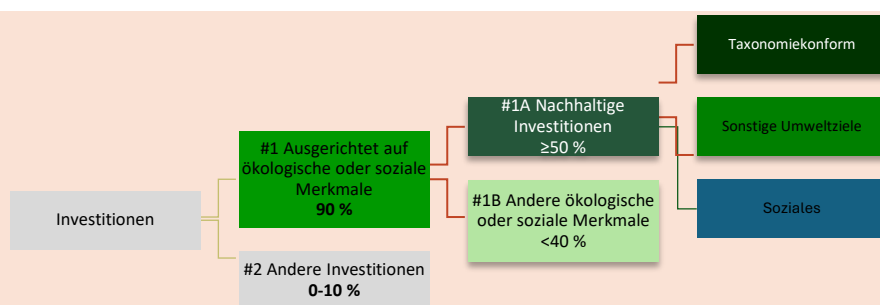 Taxonomiekonform
#1A Nachhaltige
Investitionen
≥50 %
Sonstige Umweltziele
#1 Ausgerichtet auf
ökologische oder soziale
Merkmale
90 %
#1B Andere ökologische
oder soziale Merkmale
<40 %
Soziales
Investitionen
#2 Andere Investitionen
0-10 %